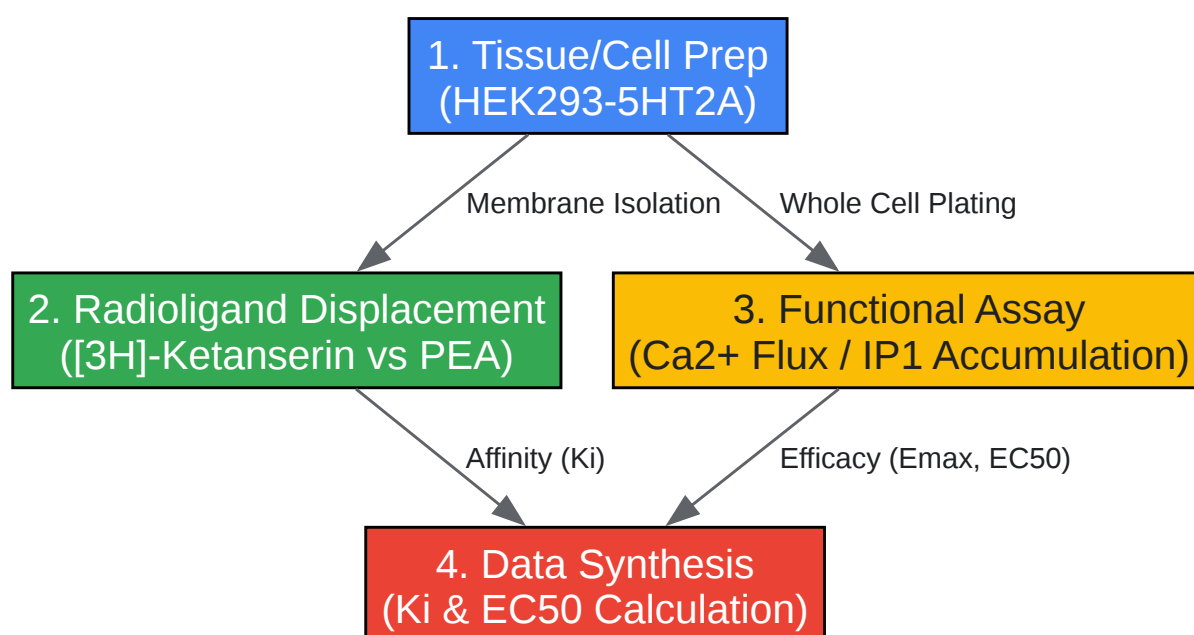 1. Tissue/Cell Prep
(HEK293-5HT2A)
Membrane Isolation
Whole Cell Plating
2. Radioligand Displacement
([3H]-Ketanserin vs PEA)
3. Functional Assay
(Ca2+ Flux / IP1 Accumulation)
Affinity (Ki)
Efficacy (Emax, EC50)
4. Data Synthesis
(Ki & EC50 Calculation)